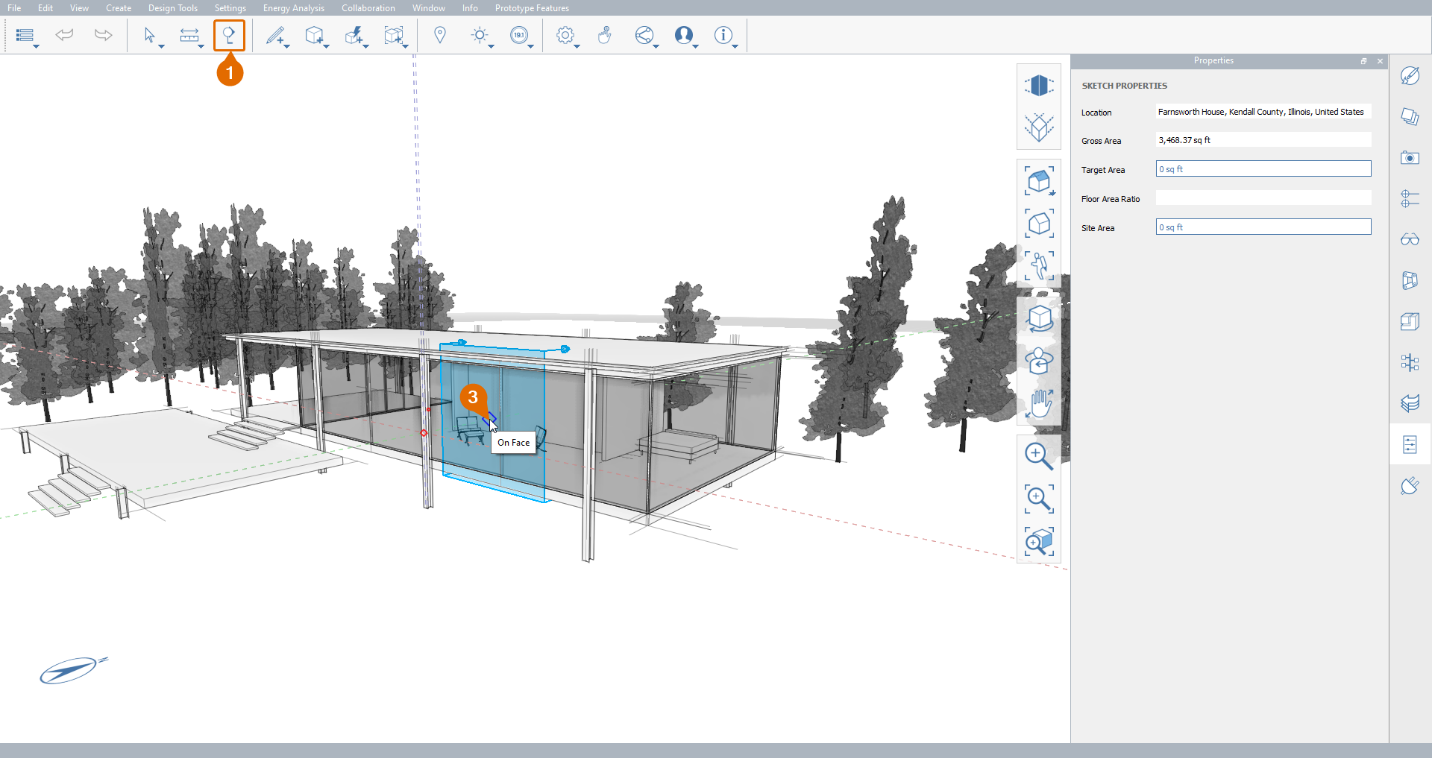 File Edit View Create Design Tools Settings Energy Analysis Collaboration Window Info Prototype Features
19.1
1
Properties
SKETCH PROPERTIES
Location Farnsworth House, Kendall County, Illinois, United States
Gross Area 3,468.37 sq ft
Target Area 0 sq ft
Floor Area Ratio
Site Area 0 sq ft
3
On Face